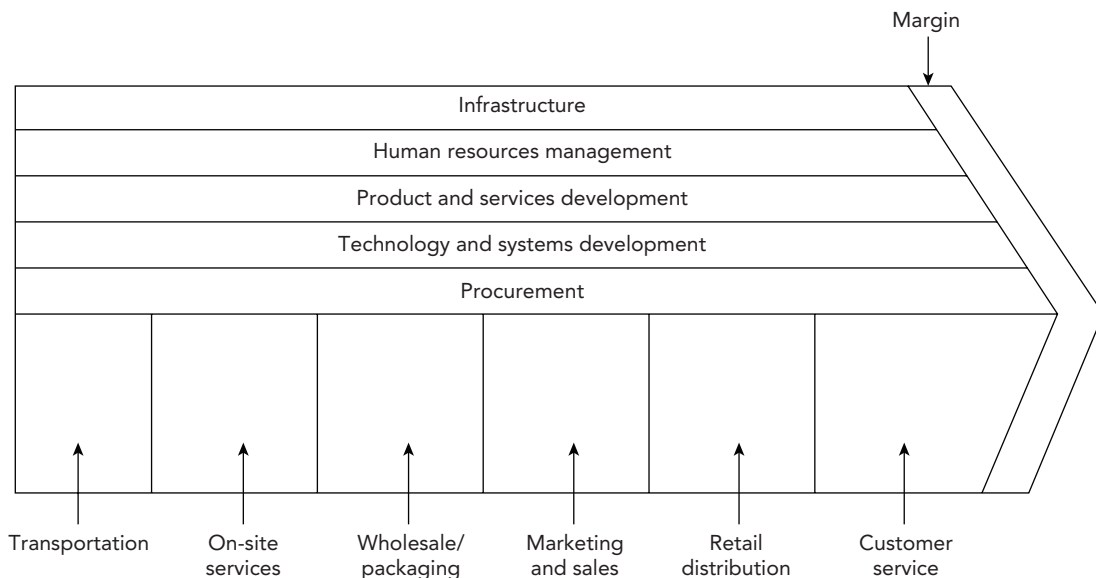 Margin
Infrastructure
Human resources management
Product and services development
Technology and systems development
Procurement
Transportation
On-site
services
Wholesale/
packaging
Marketing
and sales
Retail
distribution
Customer
service